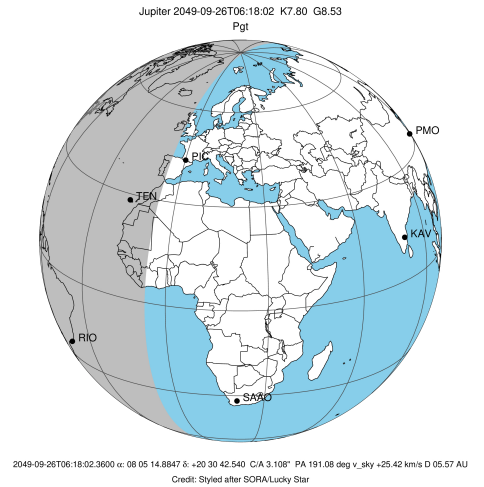 Jupiter 2049-09-26T06:18:02 K7.80 G8.53
Pgt
PMO
PIC
TEN
KAV
RIO
SAAO
2049-09-26T06:18:02.3600 α: 08 05 14.8847 δ: +20 30 42.540 C/A 3.108" PA 191.08 deg v_sky +25.42 km/s D 05.57 AU
Credit: Styled after SORA/Lucky Star